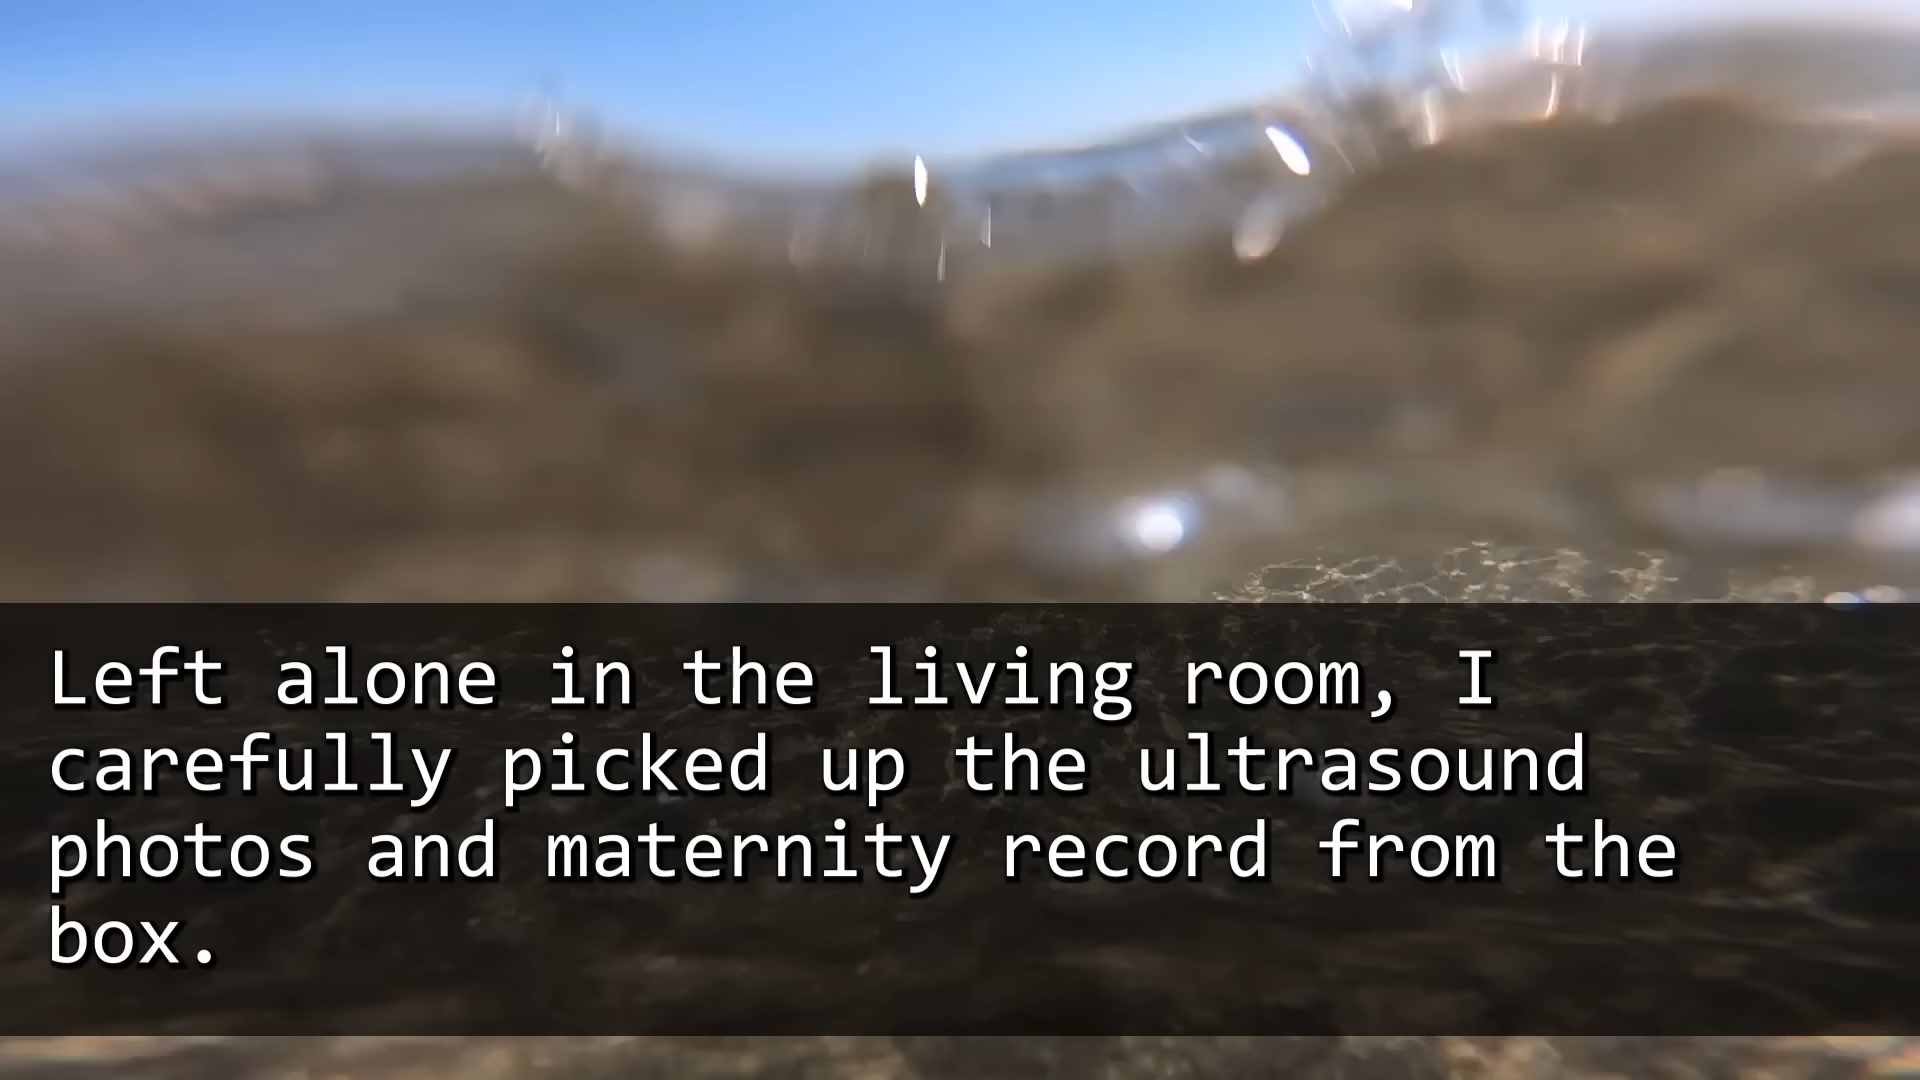 Left alone in the living room, I
carefully picked up the ultrasound
photos and maternity record from the
box.